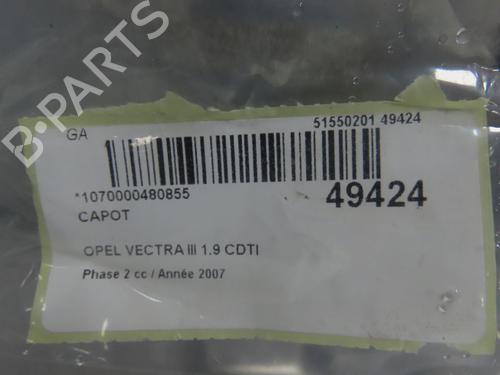 B-PARTS
GA
51550201 49424
*1070000480855
49424
CAPOT
OPEL VECTRA III 1.9 CDTI
Phase 2 cc / Année 2007